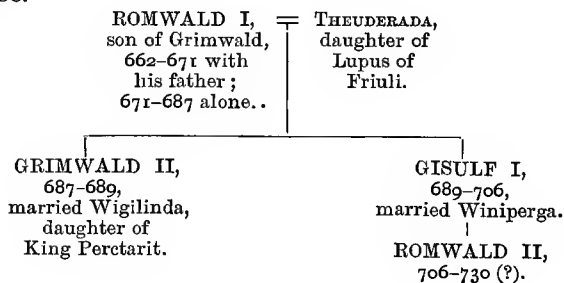 ROMWALD I, = THEUDERADA,
son of Grimwald,
662–671 with
his father ;
671–687 alone..
daughter of
Lupus of
Friuli.
GRIMWALD II,
687–689,
married Wigilinda,
daughter of
King Perctarit.
GISULF I,
689–706,
married Winiperga.
ROMWALD II,
706–730 (?).